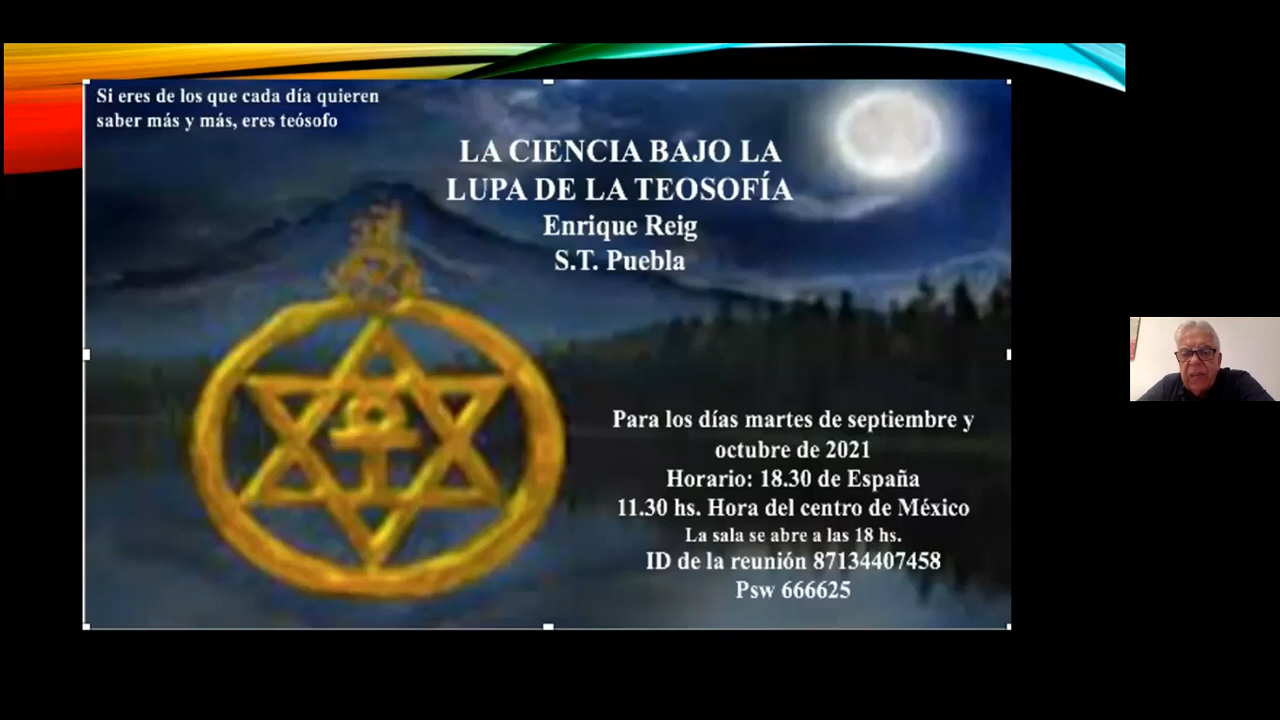 Si eres de los que cada día quieren
saber más y más, eres teósofo
LA CIENCIA BAJO LA
LUPA DE LA TEOSOFÍA
Enrique Reig
S.T. Puebla
Para los días martes de septiembre y
octubre de 2021
Horario: 18.30 de España
11.30 hs. Hora del centro de México
La sala se abre a las 18 hs.
ID de la reunión 87134407458
Psw 666625